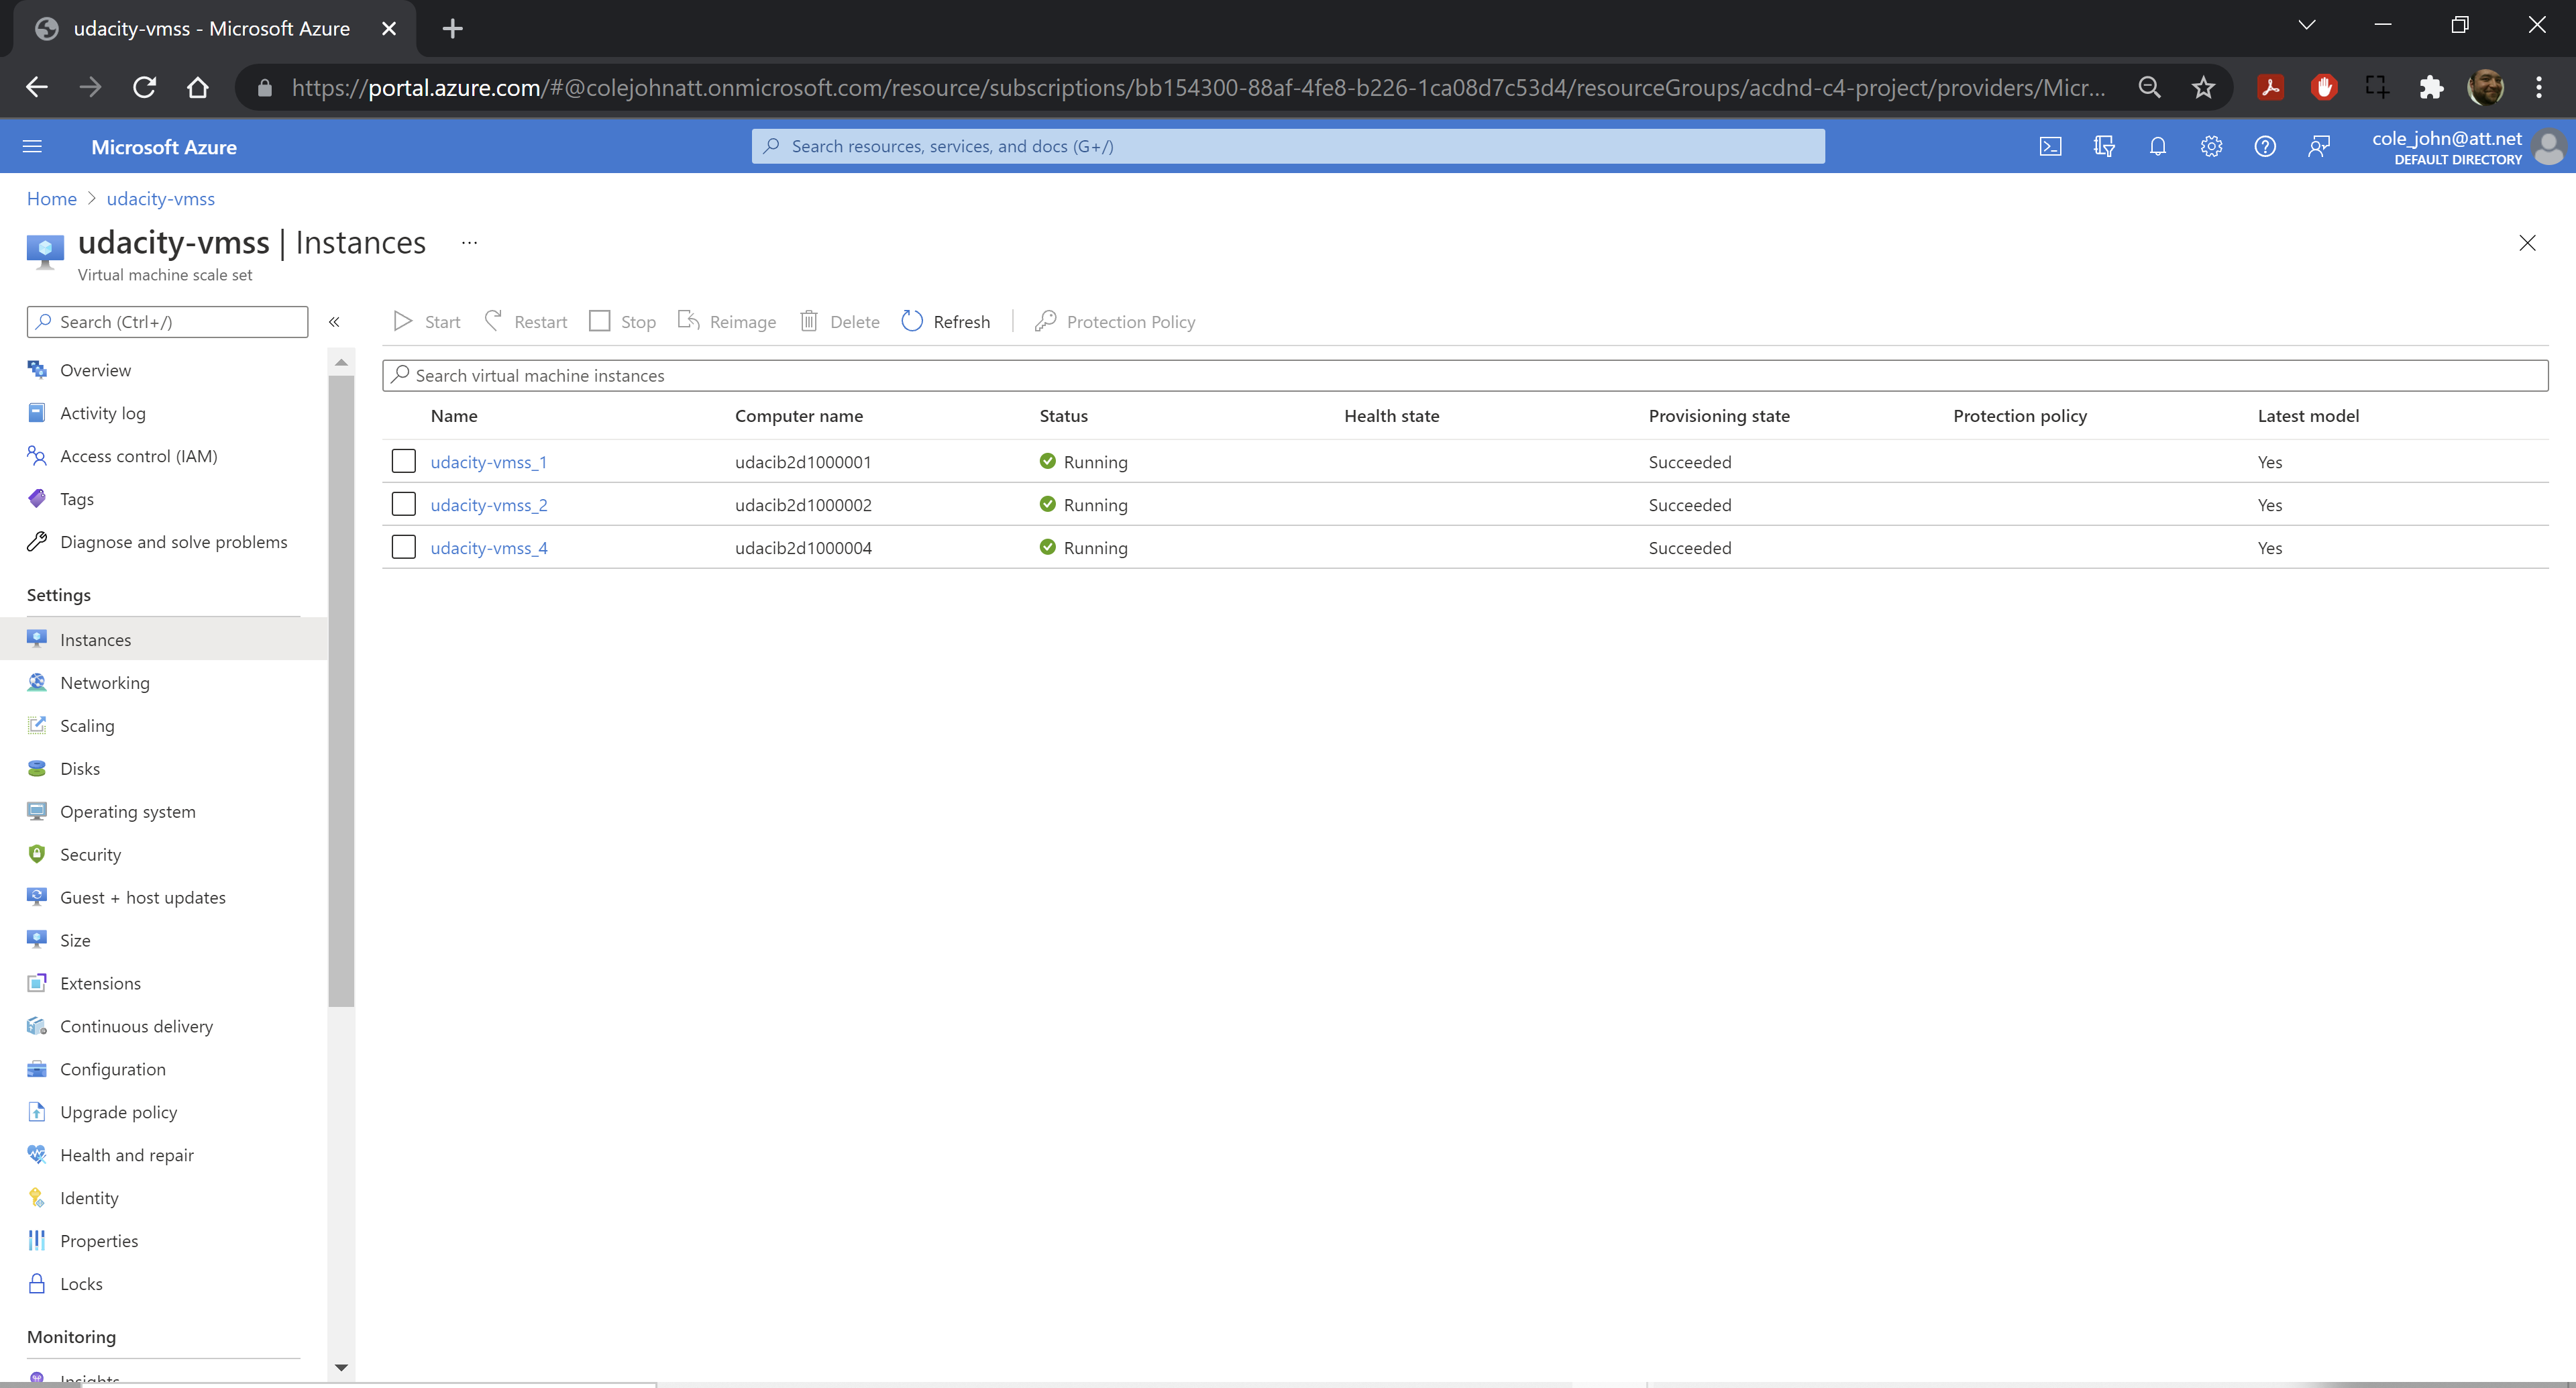 udacity-vmss - Microsoft Azure
https://portal.azure.com/#@colejohnatt.onmicrosoft.com/resource/subscriptions/bb154300-88af-4fe8-b226-1ca08d7c53d4/resourceGroups/acdnd-c4-project/providers/Micr...
Microsoft Azure
Search resources, services, and docs (G+/)
cole_john@att.net
DEFAULT DIRECTORY
Home > udacity-vmss
udacity-vmss | Instances ...
Virtual machine scale set
Search (Ctrl+/)
«
Start Restart Stop Reimage Delete Refresh Protection Policy
Search virtual machine instances
Name Computer name Status Health state Provisioning state Protection policy Latest model
udacity-vmss_1 udacib2d1000001 Running Succeeded Yes
udacity-vmss_2 udacib2d1000002 Running Succeeded Yes
udacity-vmss_4 udacib2d1000004 Running Succeeded Yes
Overview
Activity log
Access control (IAM)
Tags
Diagnose and solve problems
Settings
Instances
Networking
Scaling
Disks
Operating system
Security
Guest + host updates
Size
Extensions
Continuous delivery
Configuration
Upgrade policy
Health and repair
Identity
Properties
Locks
Monitoring
Insights